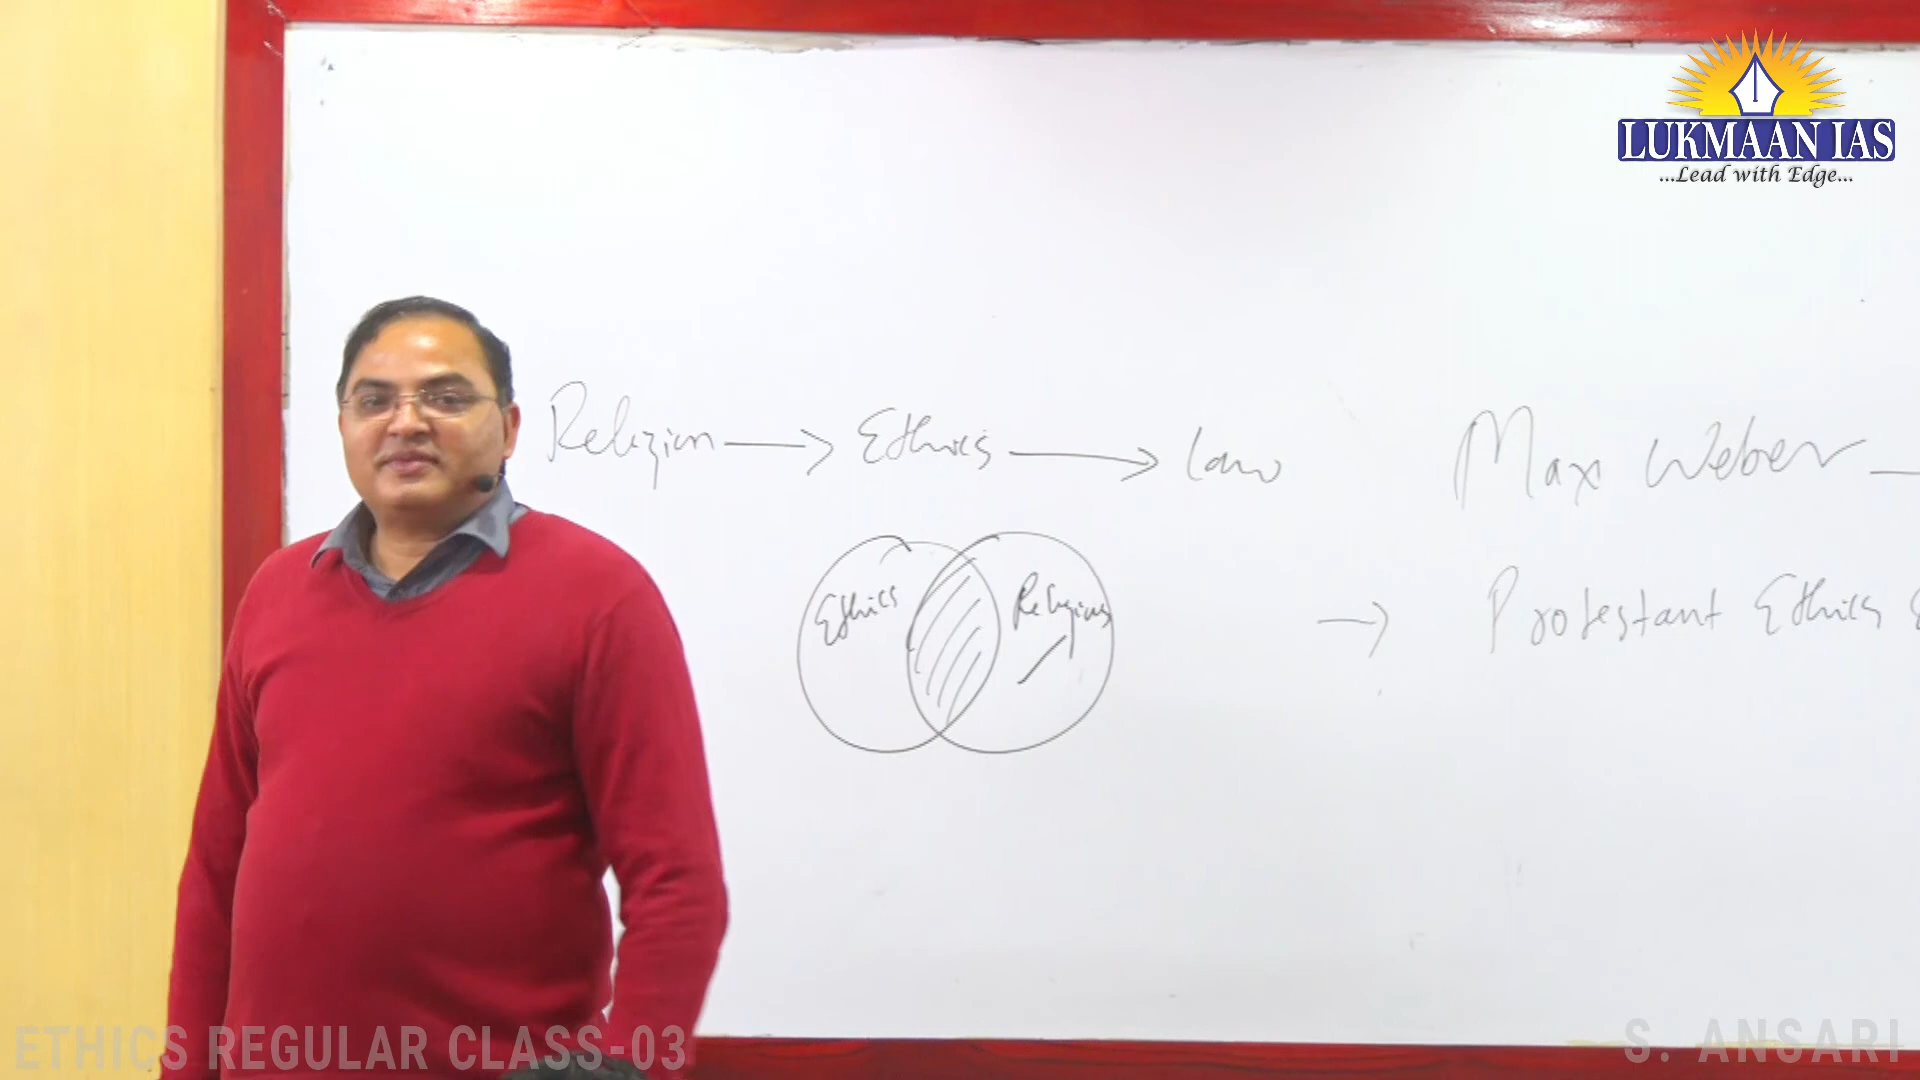 LUKMAAN IAS
...Lead with Edge...
Religion → Ethics → Law
Max Weber —
Ethics
Religious
→ Protestant Ethics
ETHICS REGULAR CLASS-03
S. ANSARI